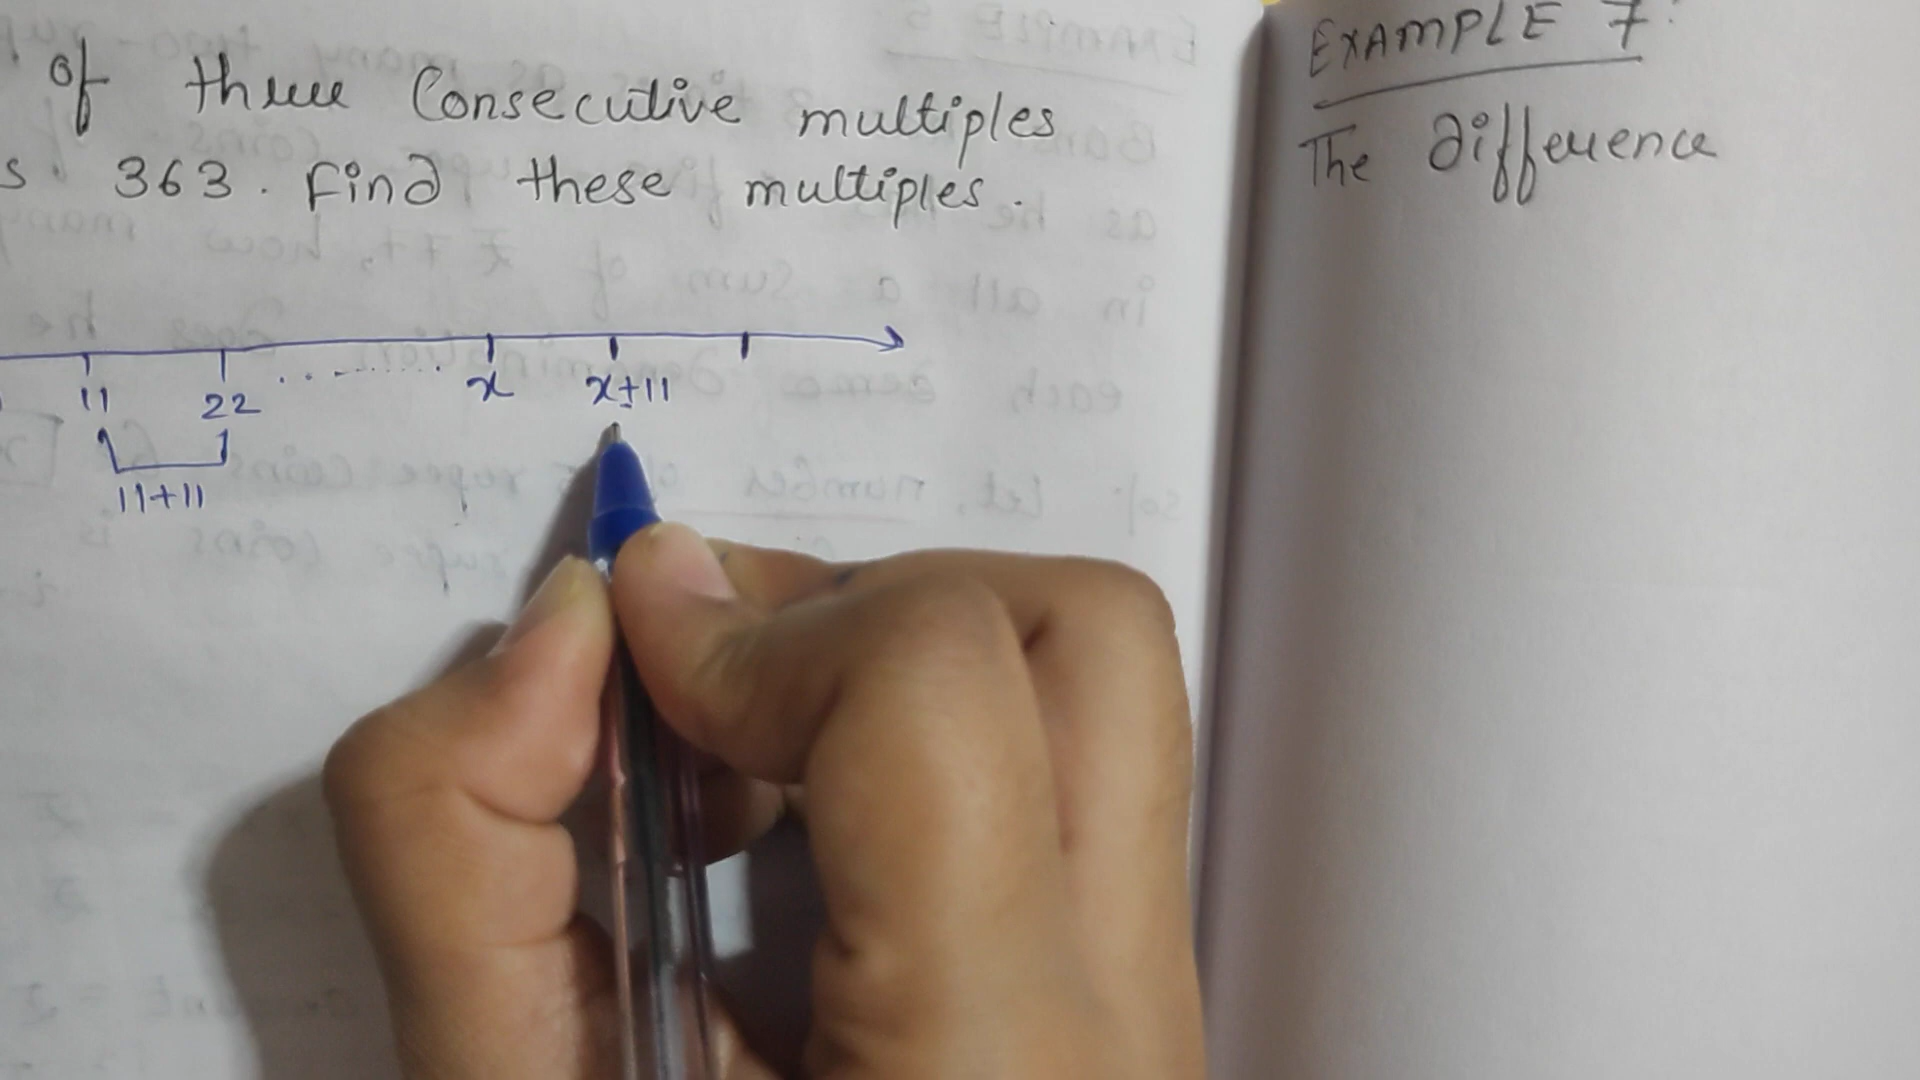 of three Consecutive multiples
s 363. Find these multiples.
11 22 ........ x x+11
11+11
EXAMPLE 7:
The difference